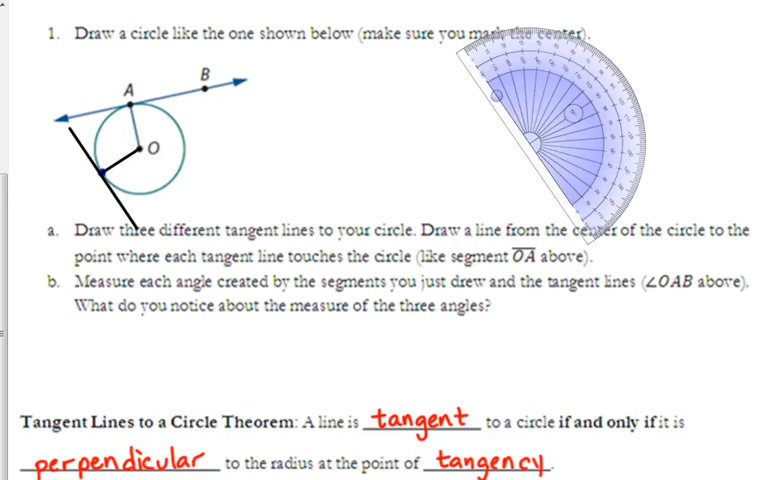 1. Draw a circle like the one shown below (make sure you mark the center).
B
A
O
a. Draw three different tangent lines to your circle. Draw a line from the center of the circle to the
point where each tangent line touches the circle (like segment O̅A̅ above).
b. Measure each angle created by the segments you just drew and the tangent lines (∠OAB above).
What do you notice about the measure of the three angles?
Tangent Lines to a Circle Theorem: A line is tangent to a circle if and only if it is
perpendicular to the radius at the point of tangency.